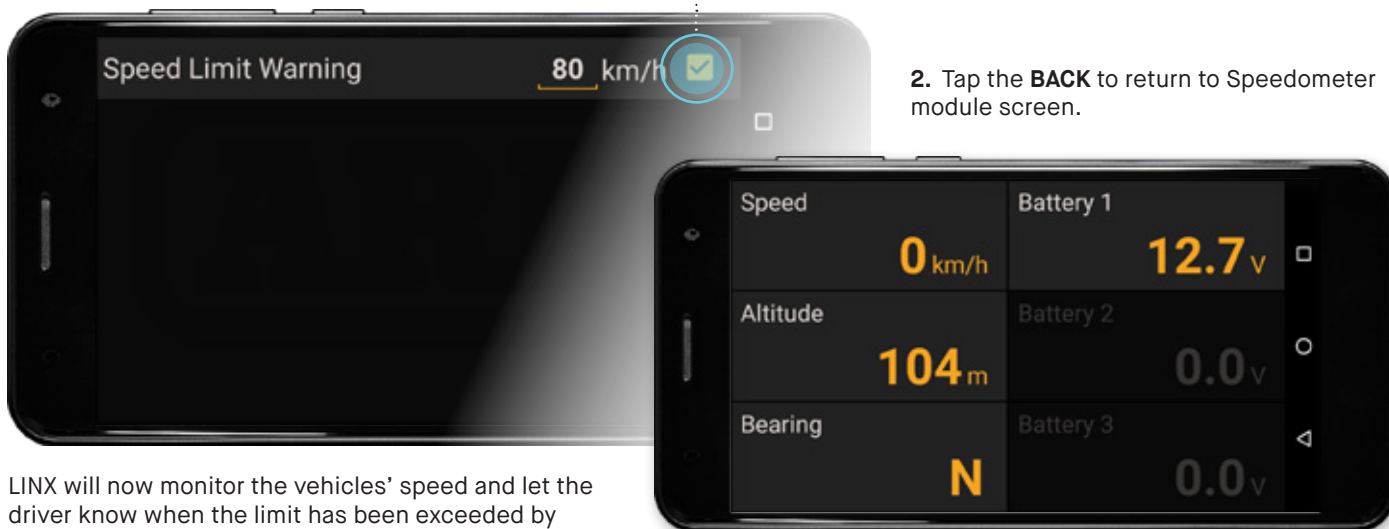 Speed Limit Warning 80 km/h
2. Tap the BACK to return to Speedometer
module screen.
Speed
0 km/h
Battery 1
12.7 V
Altitude
104 m
Battery 2
0.0 V
Bearing
N
Battery 3
0.0 V
LINX will now monitor the vehicles’ speed and let the
driver know when the limit has been exceeded by